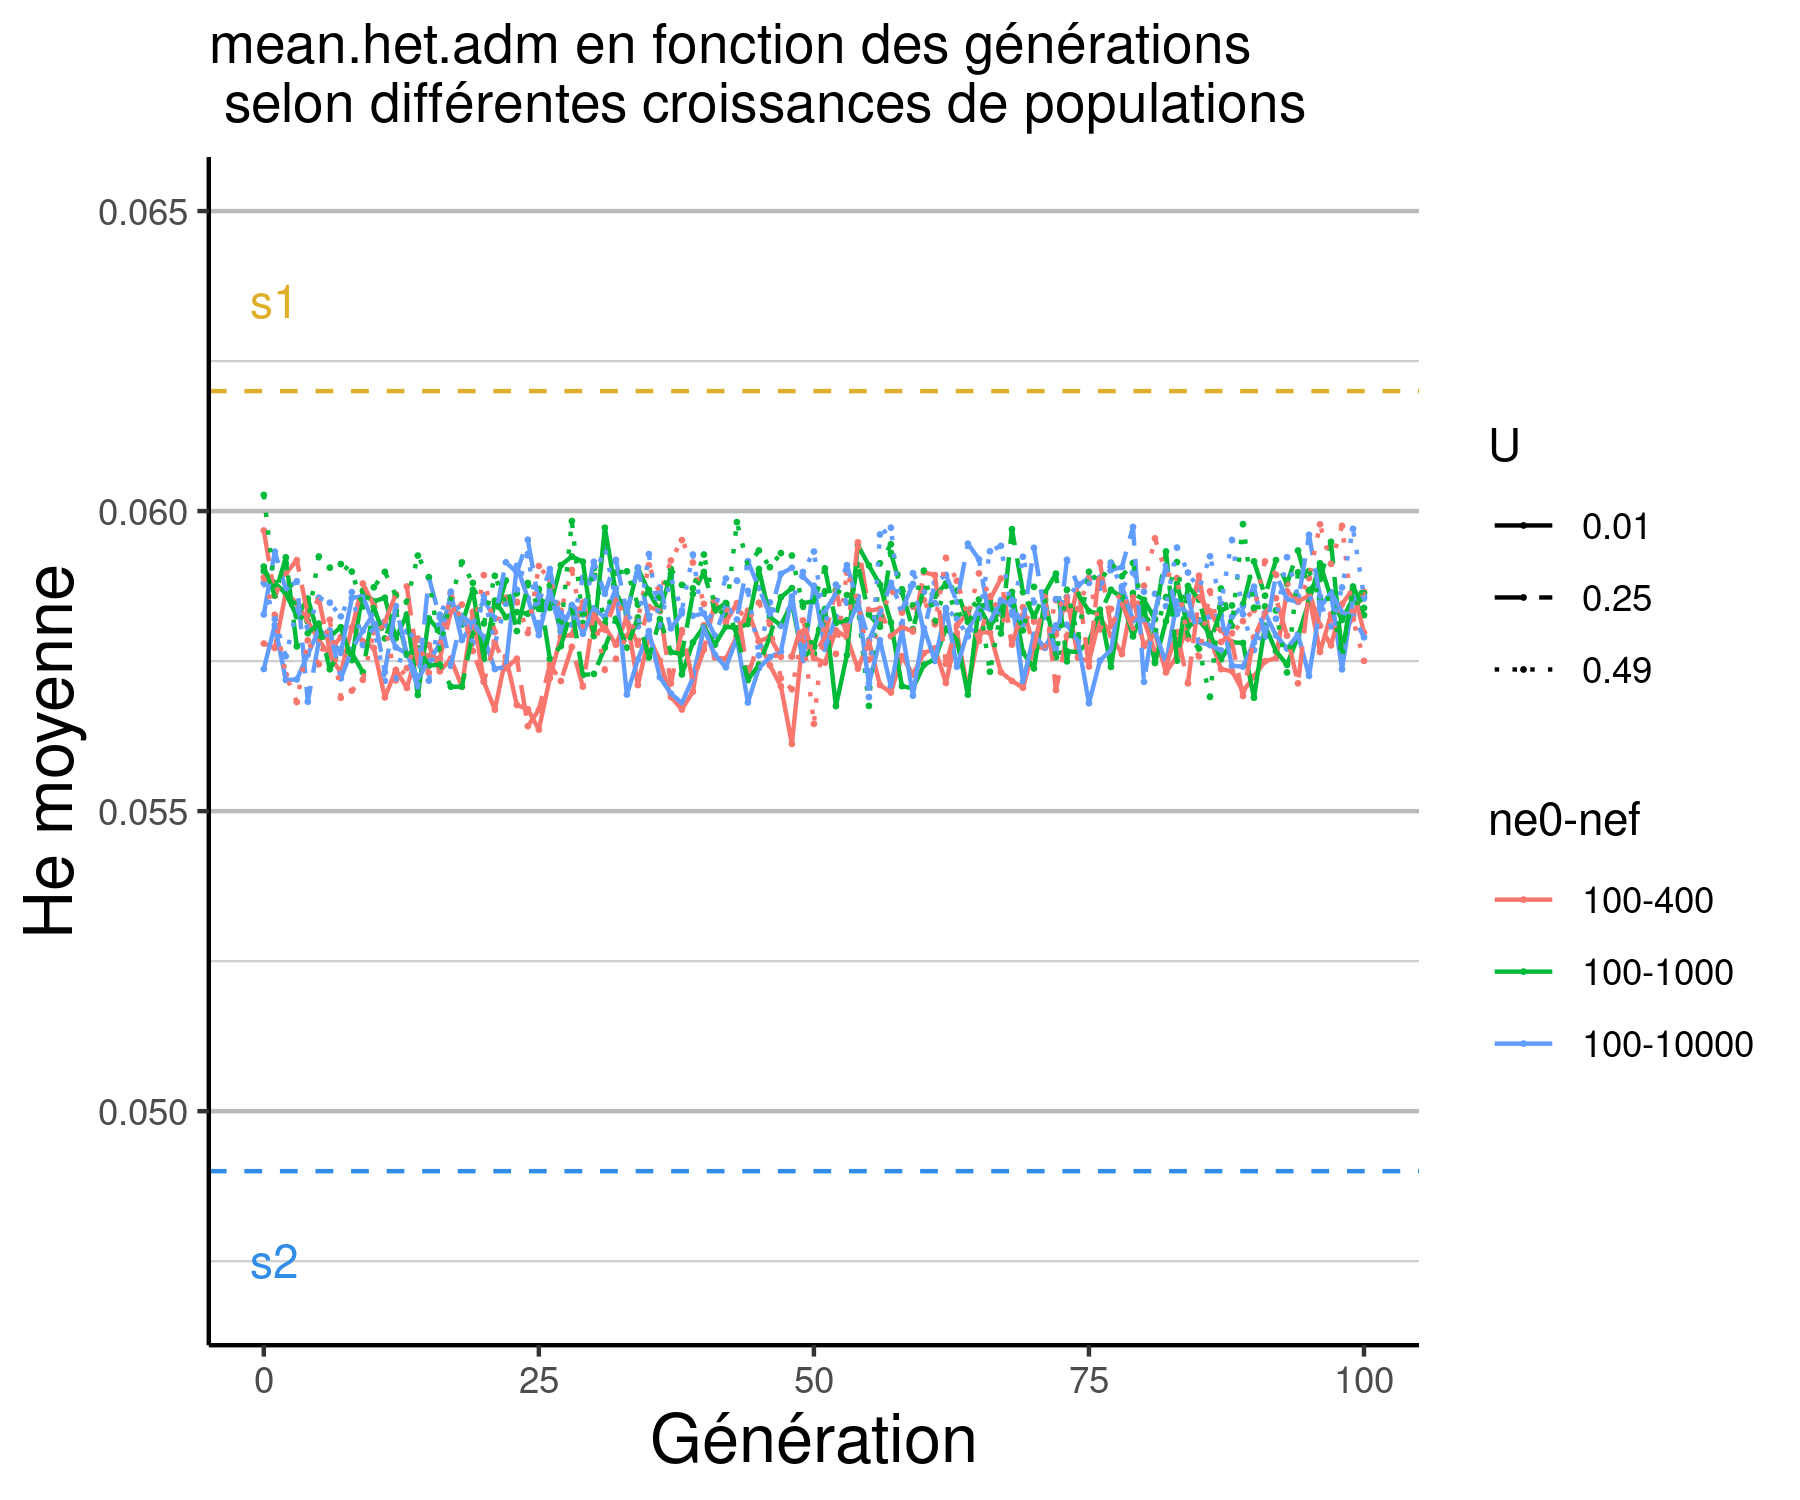 mean.het.adm en fonction des générations
selon différentes croissances de populations
He moyenne
0.065
0.060
0.055
0.050
s1
s2
0
25
50
75
100
Génération
U
0.01
0.25
0.49
ne0-nef
100-400
100-1000
100-10000